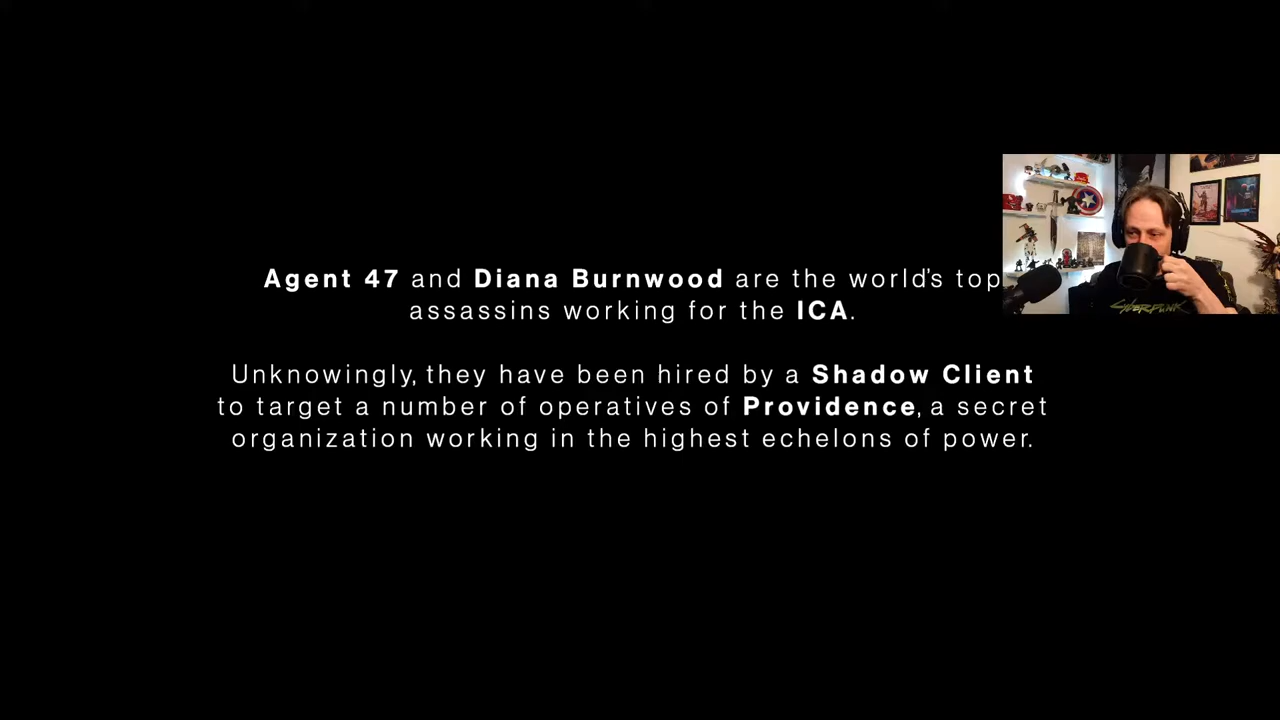 Agent 47 and Diana Burnwood are the world's top
assassins working for the ICA.
Unknowingly, they have been hired by a Shadow Client
to target a number of operatives of Providence, a secret
organization working in the highest echelons of power.
CYBERPUNK